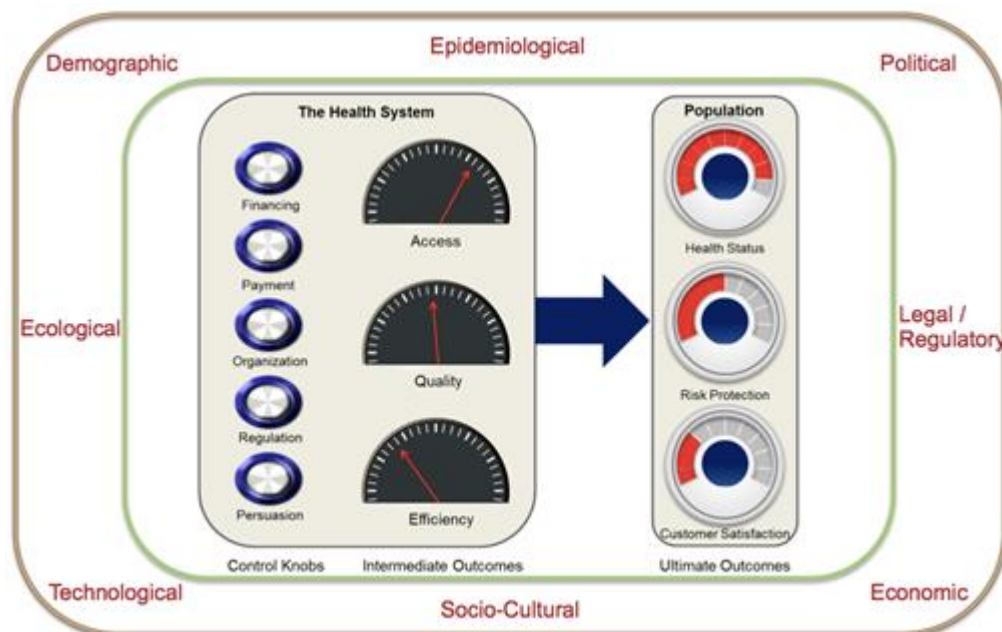 Epidemiological
Demographic
Political
The Health System
Population
Financing
Access
Health Status
Payment
Ecological
Legal /
Regulatory
Organization
Quality
Risk Protection
Regulation
Persuasion
Efficiency
Customer Satisfaction
Control Knobs
Intermediate Outcomes
Ultimate Outcomes
Technological
Socio-Cultural
Economic